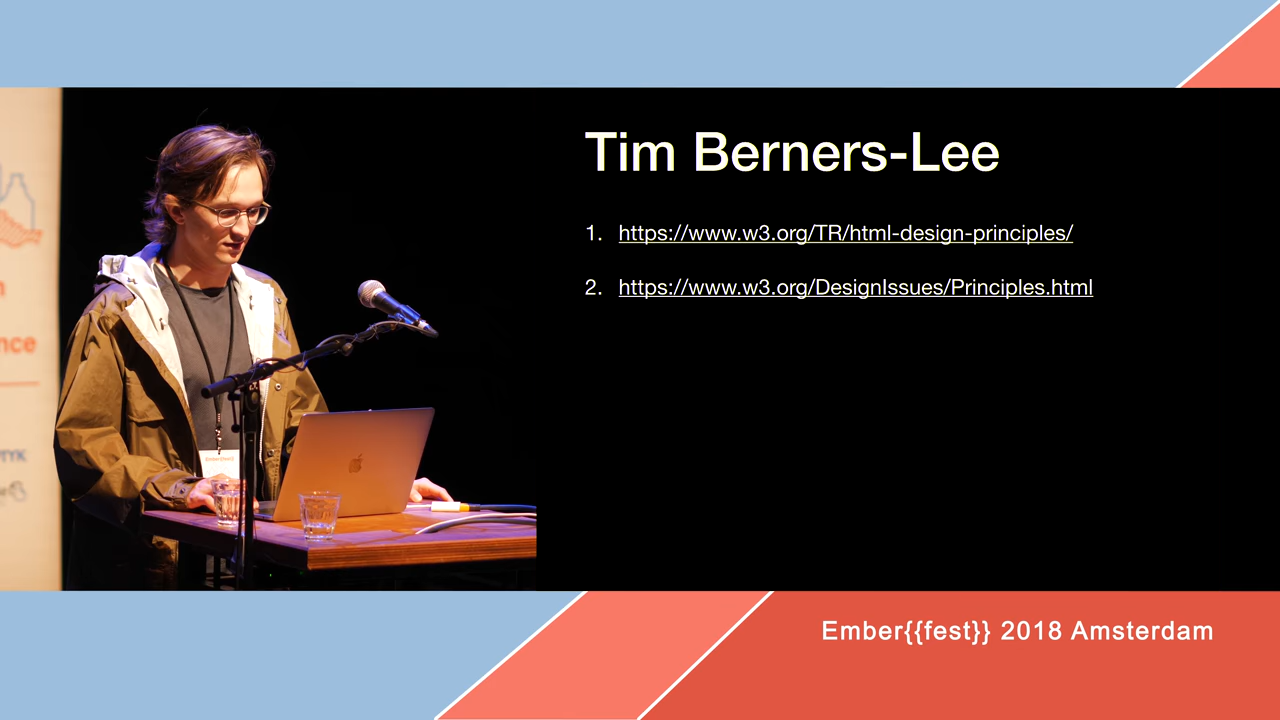 Tim Berners-Lee
1. https://www.w3.org/TR/html-design-principles/
2. https://www.w3.org/DesignIssues/Principles.html
nce
Ember{{fest}} 2018 Amsterdam